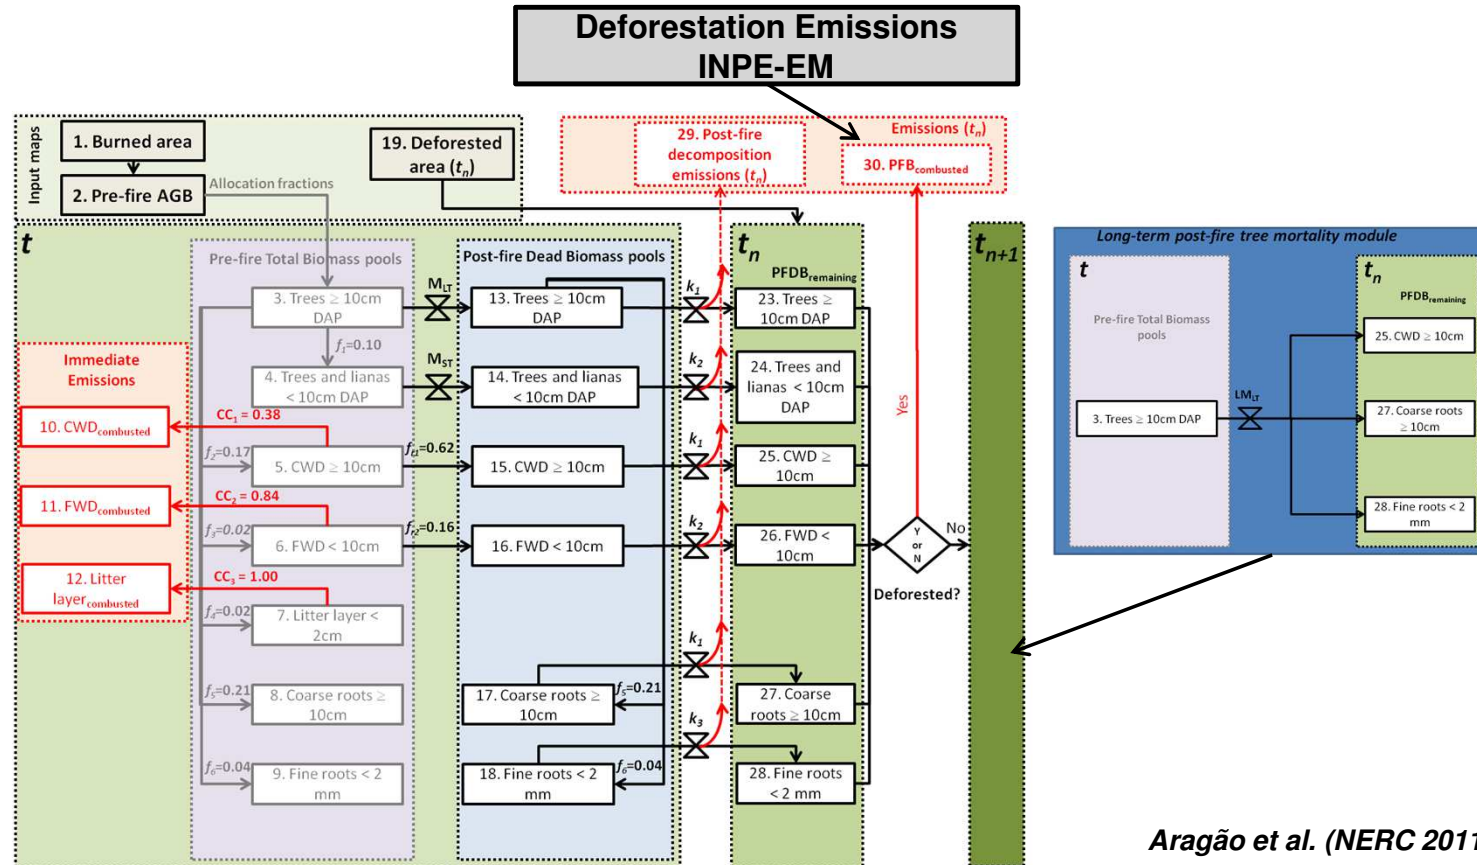 Deforestation Emissions
INPE-EM
Input maps
1. Burned area
2. Pre-fire AGB
Allocation fractions
19. Deforested
area (tn)
29. Post-fire
decomposition
emissions (tn)
Emissions (tn)
30. PFBcombusted
t
Pre-fire Total Biomass pools
3. Trees ≥ 10cm
DAP
f1=0.10
4. Trees and lianas
< 10cm DAP
f2=0.17
5. CWD ≥ 10cm
f3=0.02
6. FWD < 10cm
f4=0.02
7. Litter layer <
2cm
f5=0.21
8. Coarse roots ≥
10cm
f6=0.04
9. Fine roots < 2
mm
Immediate
Emissions
10. CWDcombusted
CC1 = 0.38
11. FWDcombusted
CC2 = 0.84
12. Litter
layercombusted
CC3 = 1.00
MLT
MST
Post-fire Dead Biomass pools
13. Trees ≥ 10cm
DAP
14. Trees and lianas
< 10cm DAP
=0.62
15. CWD ≥ 10cm
=0.16
16. FWD < 10cm
17. Coarse roots ≥
10cm
f5=0.21
18. Fine roots < 2
mm
f6=0.04
k1
k2
k1
k2
k1
k3
tn
PFDBremaining
23. Trees ≥
10cm DAP
24. Trees and
lianas < 10cm
DAP
25. CWD ≥
10cm
26. FWD <
10cm
27. Coarse
roots ≥ 10cm
28. Fine roots
< 2 mm
Yes
Y
or
N
No
Deforested?
tn+1
Long-term post-fire tree mortality module
t
Pre-fire Total Biomass
pools
3. Trees ≥ 10cm DAP
LMLT
tn
PFDBremaining
25. CWD ≥ 10cm
27. Coarse roots
≥ 10cm
28. Fine roots < 2
mm
Aragão et al. (NERC 2011